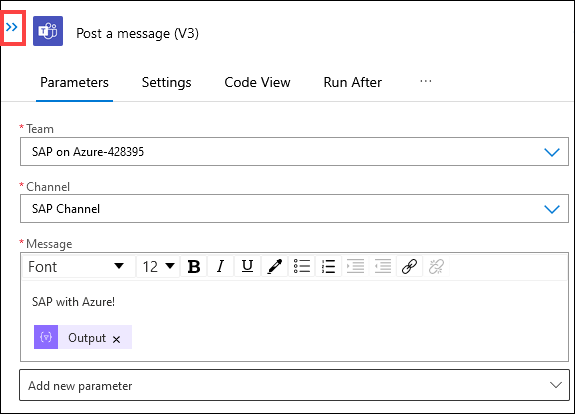 Post a message (V3)
Parameters Settings Code View Run After ...
* Team
SAP on Azure-428395
* Channel
SAP Channel
* Message
Font 12 B I U
SAP with Azure!
Output ×
Add new parameter